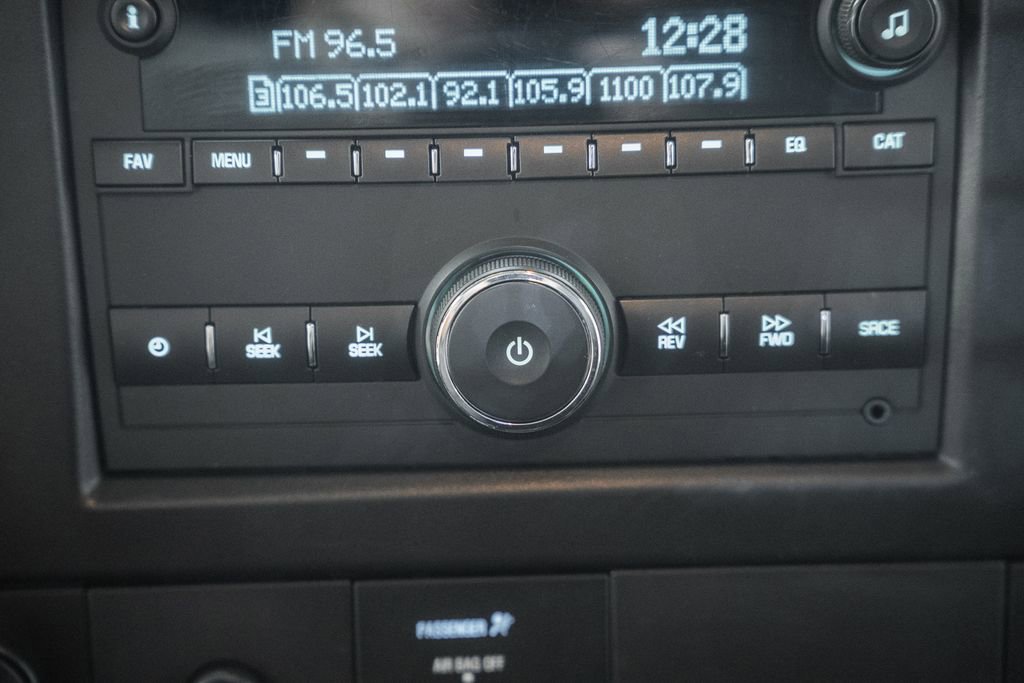 i
FM 96.5 12:28
3 106.5 102.1 92.1 105.9 1100 107.9
FAV MENU EQ CAT
SEEK SEEK REV FWD SRCE
PASSENGER
AIR BAG OFF